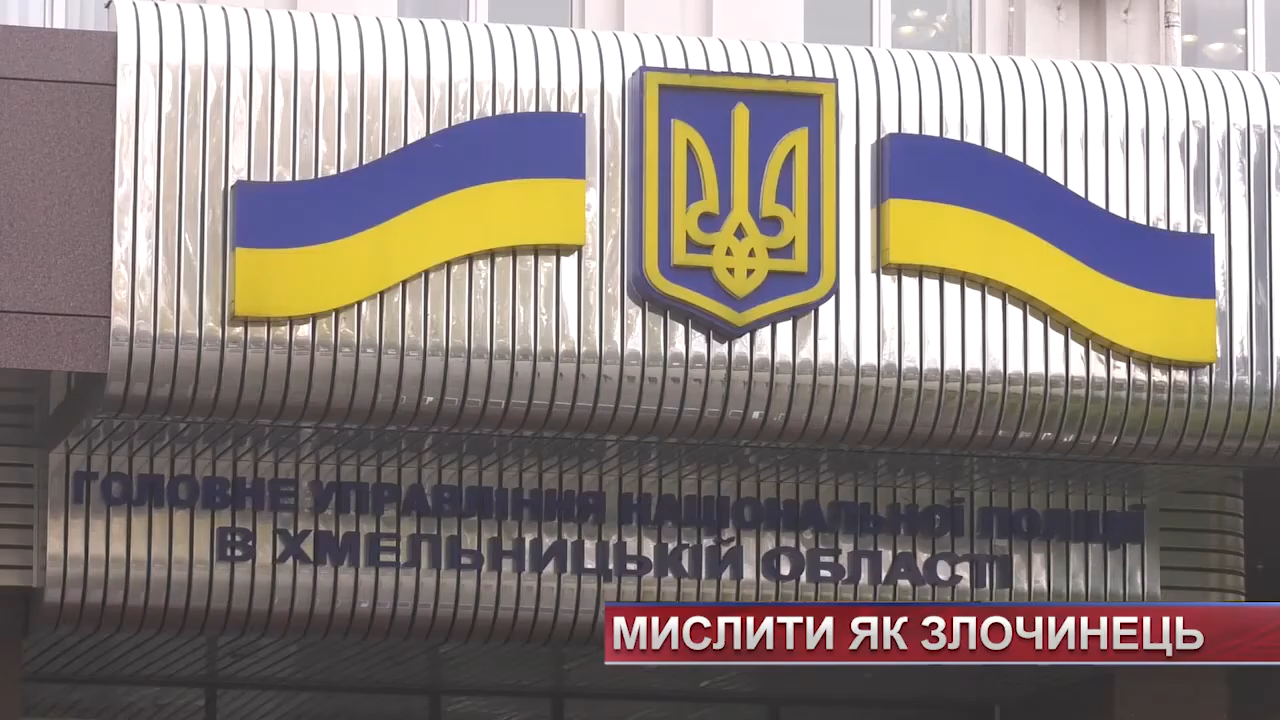 ГОЛОВНЕ УПРАВЛІННЯ НАЦІОНАЛЬНОЇ ПОЛІЦІЇ
В ХМЕЛЬНИЦЬКІЙ ОБЛАСТІ
МИСЛИТИ ЯК ЗЛОЧИНЕЦЬ